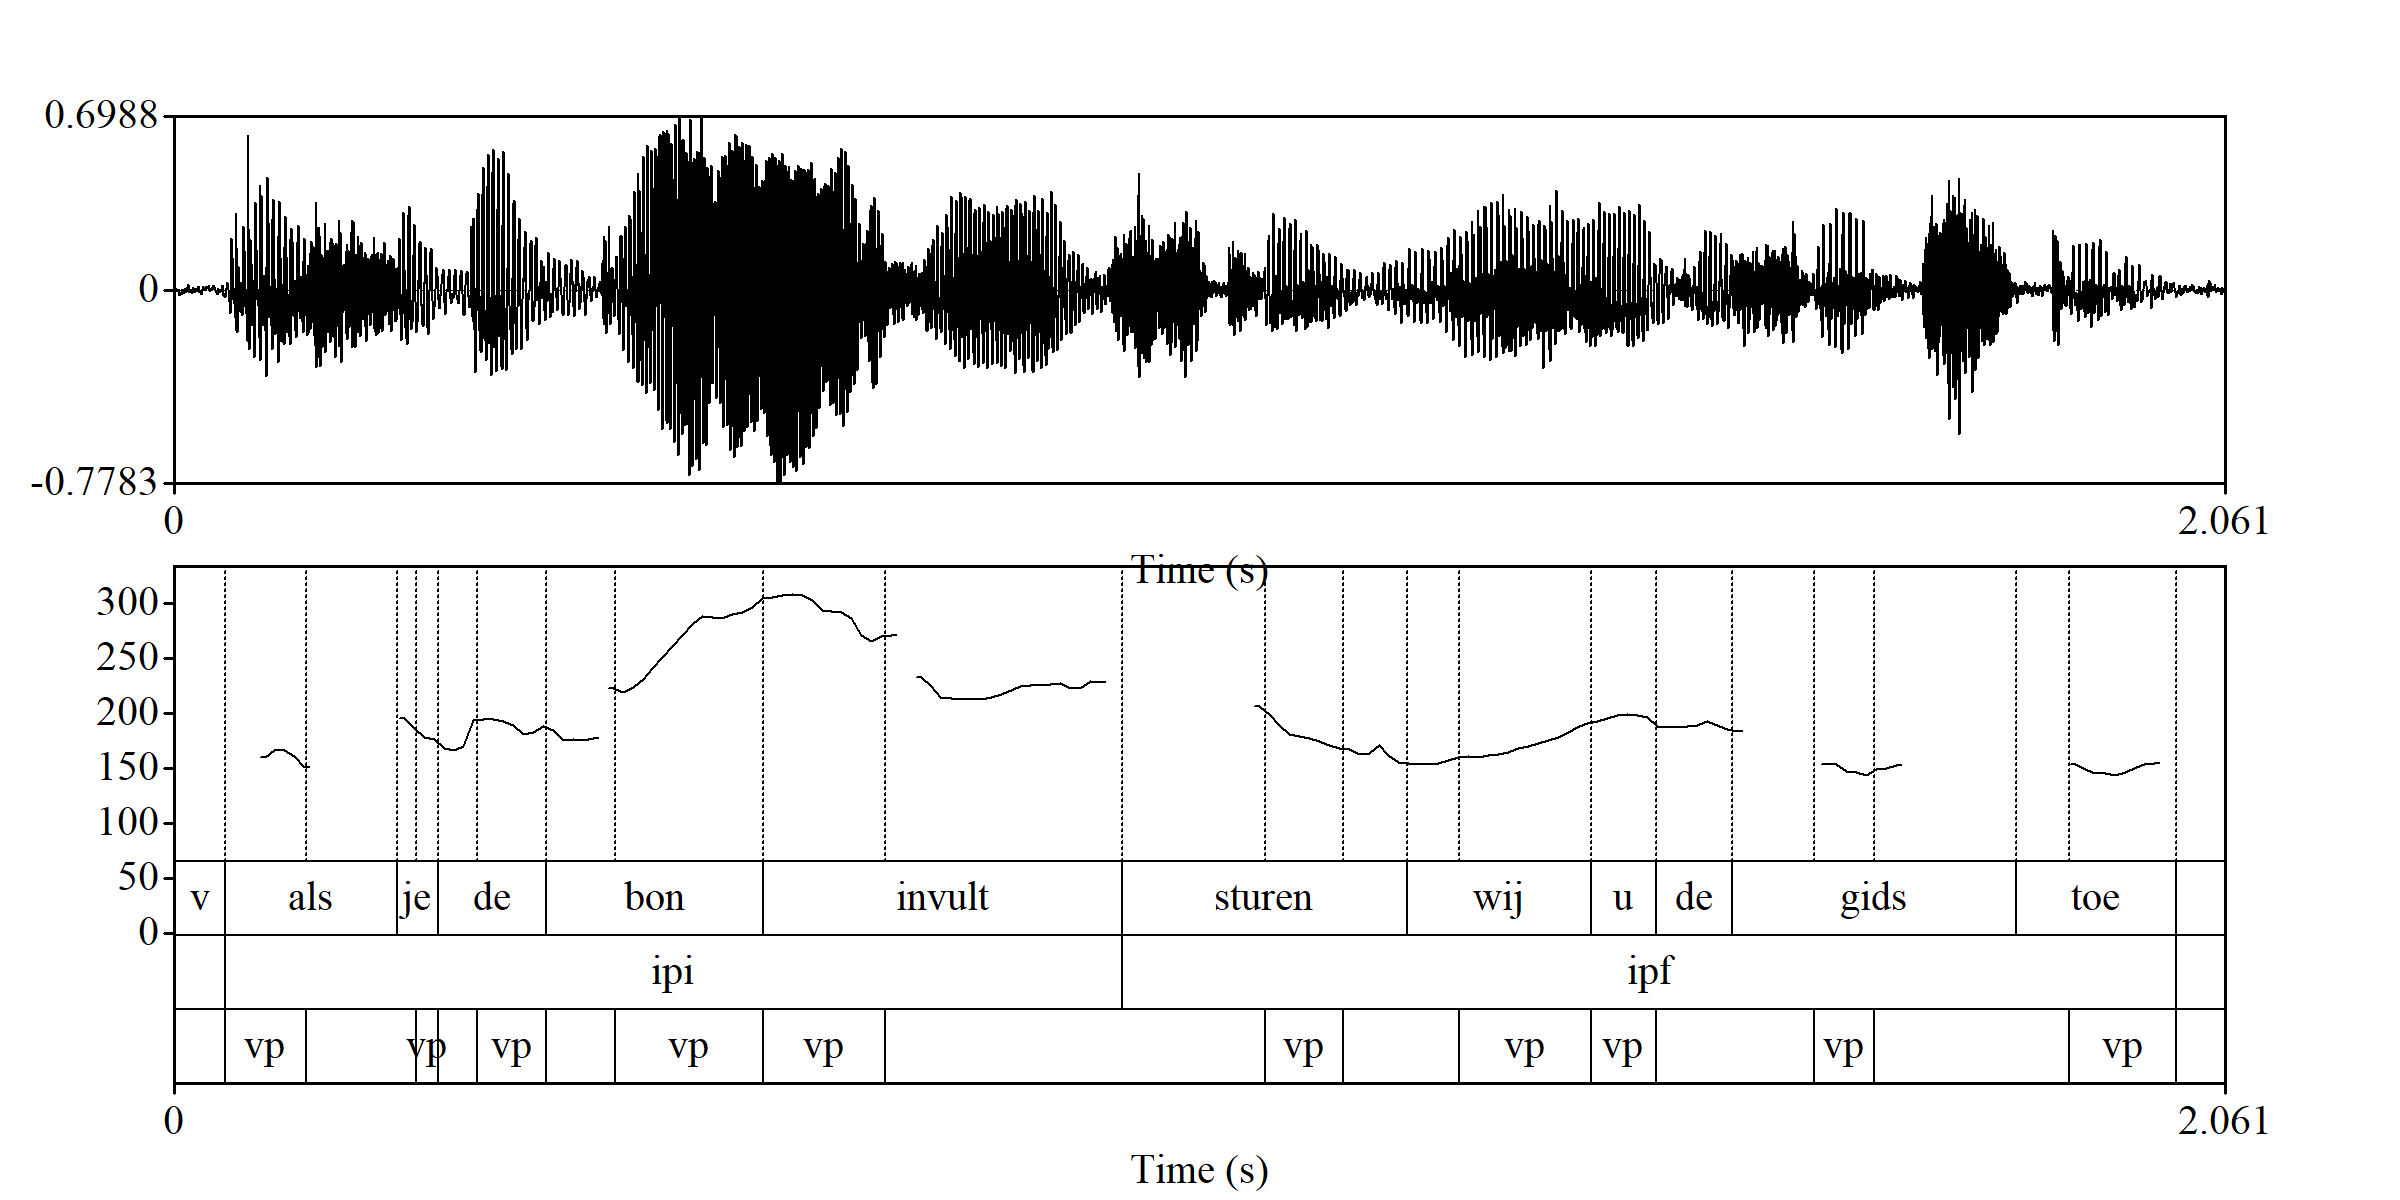 0.6988
0
-0.7783
0 2.061
Time (s)
300
250
200
150
100
50
0
v als je de bon invult sturen wij u de gids toe
ipi ipf
vp vp vp vp vp vp vp vp vp vp
0 2.061
Time (s)